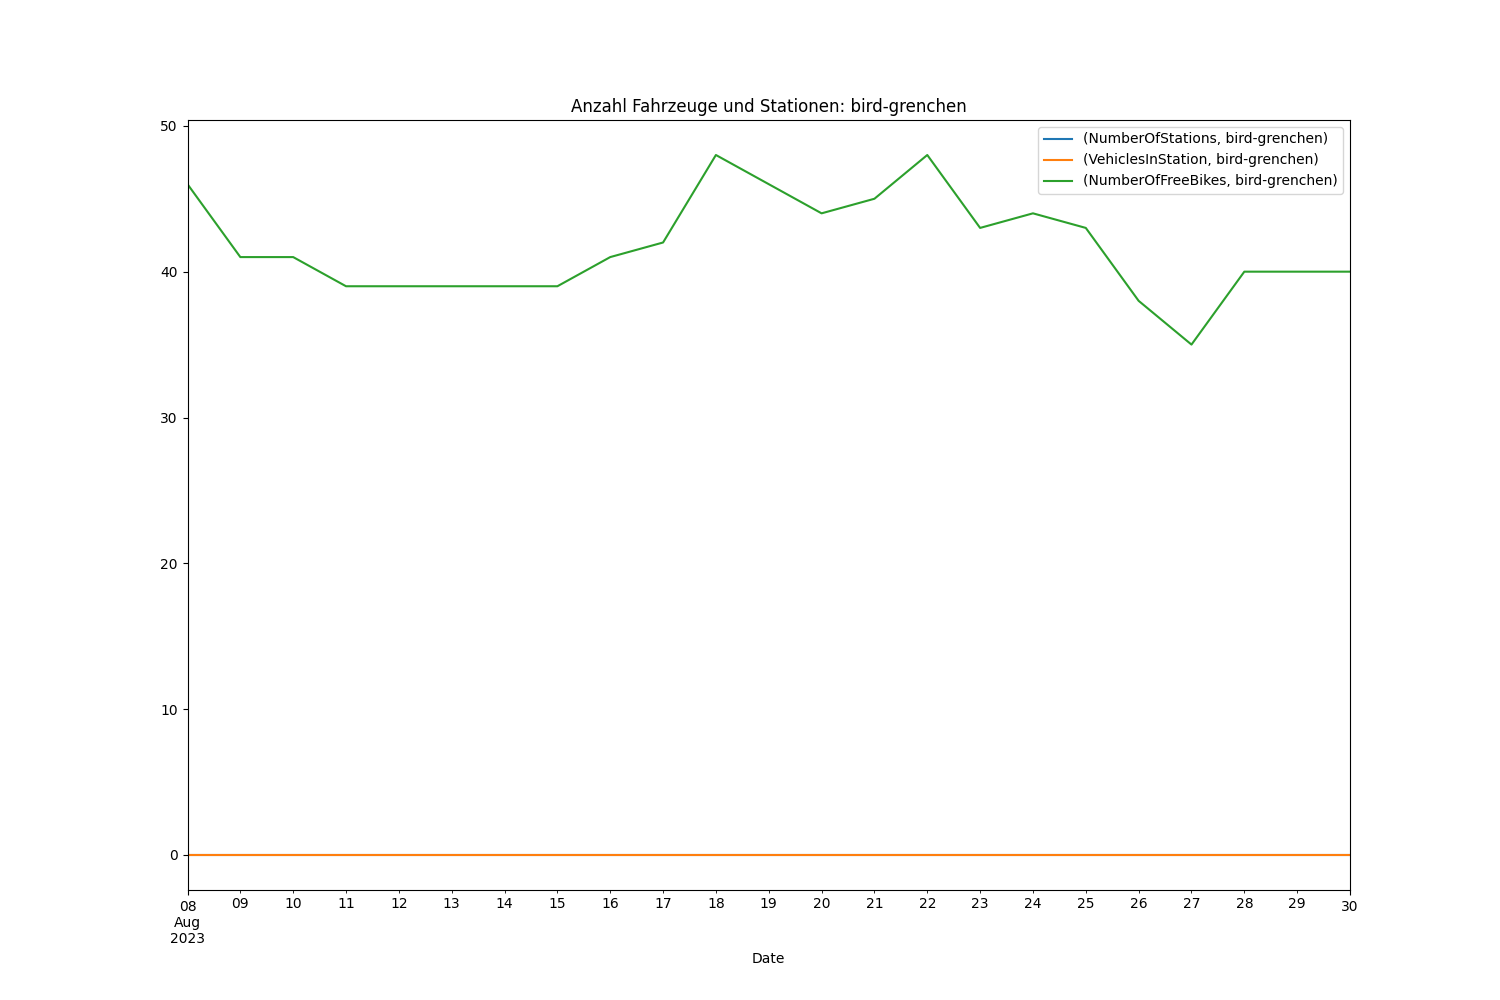 Anzahl Fahrzeuge und Stationen: bird-grenchen
(NumberOfStations, bird-grenchen)
(VehiclesInStation, bird-grenchen)
(NumberOfFreeBikes, bird-grenchen)
50
40
30
20
10
0
08 09 10 11 12 13 14 15 16 17 18 19 20 21 22 23 24 25 26 27 28 29 30
Aug
2023
Date